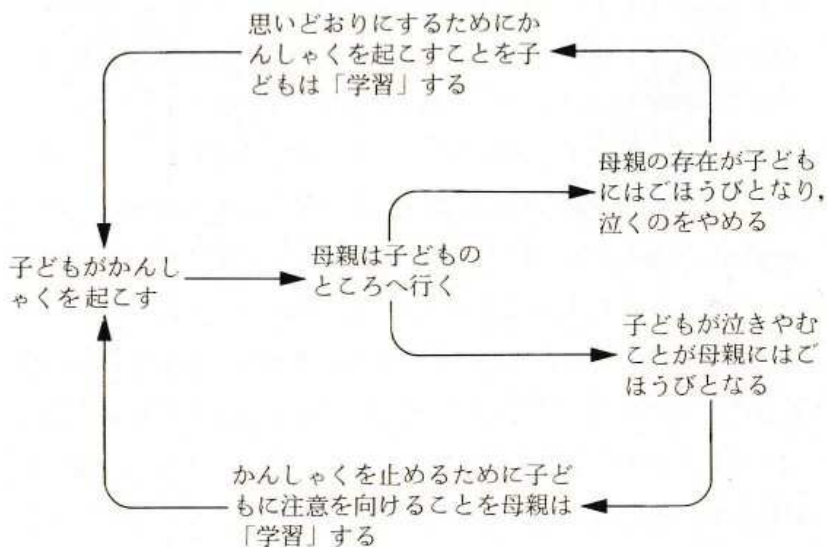 思いどおりにするためにか
んしゃくを起こすことを子
どもは「学習」する
母親の存在が子ども
にはごほうびとなり，
泣くのをやめる
子どもがかんし
ゃくを起こす
母親は子どもの
ところへ行く
子どもが泣きやむ
ことが母親にはご
ほうびとなる
かんしゃくを止めるために子ど
もに注意を向けることを母親は
「学習」する